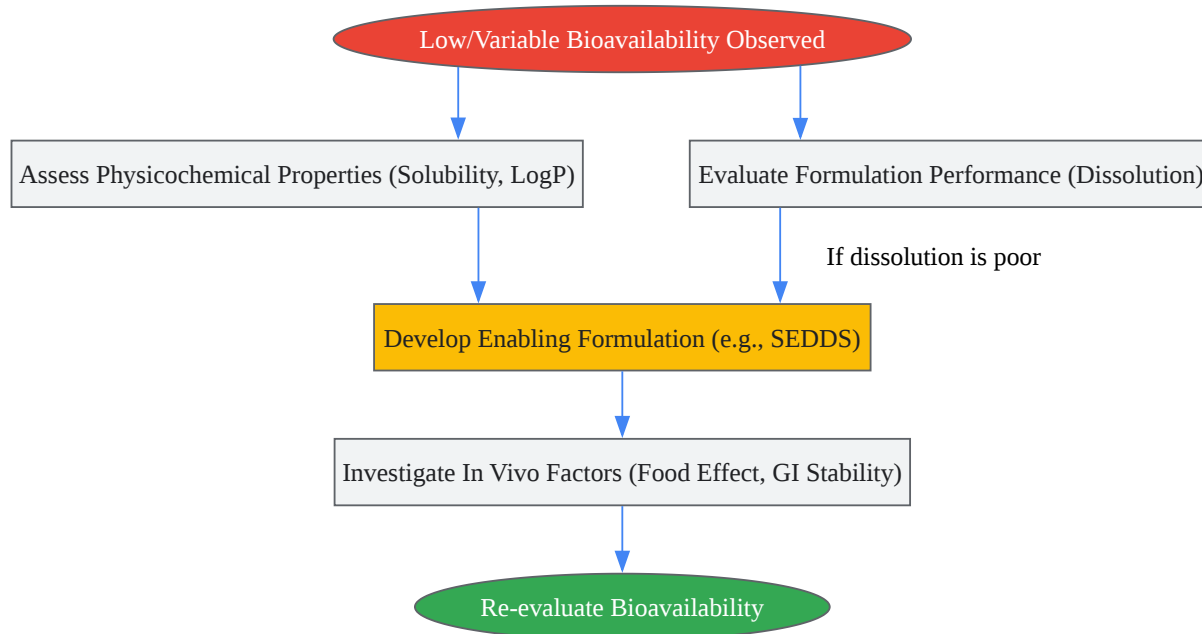 Low/Variable Bioavailability Observed
Assess Physicochemical Properties (Solubility, LogP)
Evaluate Formulation Performance (Dissolution)
If dissolution is poor
Develop Enabling Formulation (e.g., SEDDS)
Investigate In Vivo Factors (Food Effect, GI Stability)
Re-evaluate Bioavailability